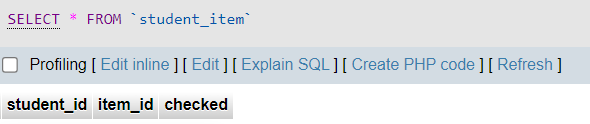 SELECT * FROM `student_item`
Profiling [ Edit inline ] [ Edit ] [ Explain SQL ] [ Create PHP code ] [ Refresh ]
student_id item_id checked